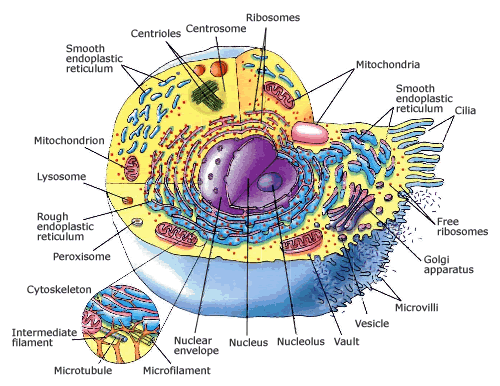 Ribosomes
Centrosome
Centrioles
Smooth
endoplastic
reticulum
Mitochondria
Smooth
endoplastic
reticulum
Cilia
Mitochondrion
Lysosome
Rough
endoplastic
reticulum
Peroxisome
Free
ribosomes
Golgi
apparatus
Cytoskeleton
Microvilli
Vesicle
Intermediate
filament
Nuclear
envelope
Nucleus
Nucleolus
Vault
Microtubule
Microfilament